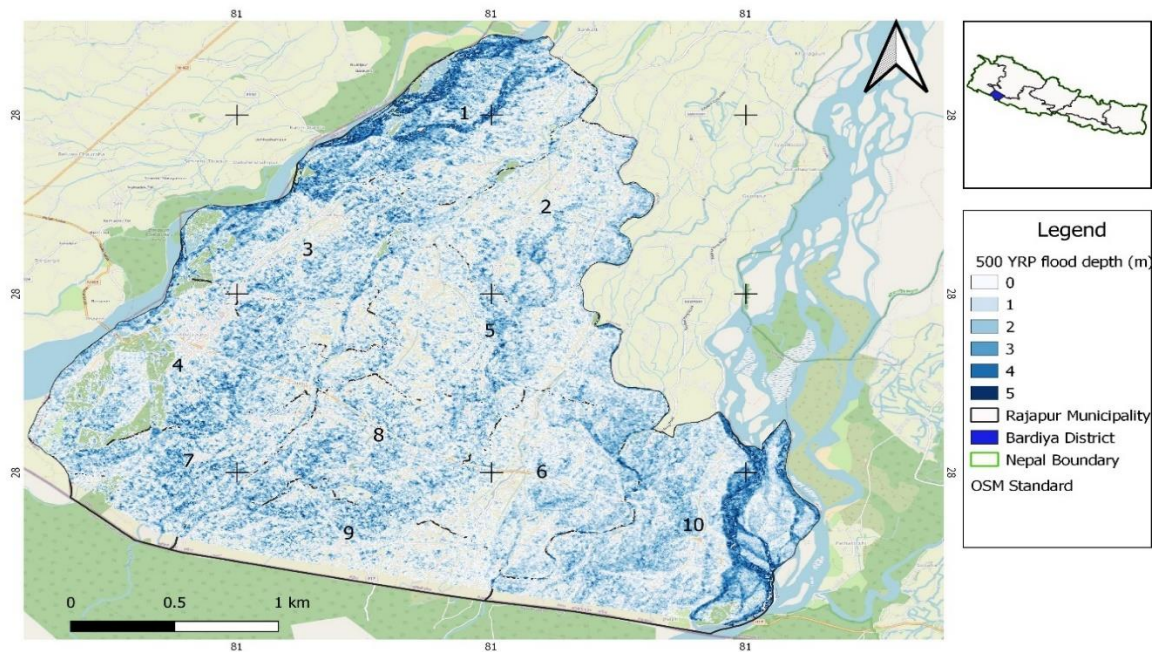 81 81 81
28 28
28 28
28 28
1
2
3
5
4
8
6
7
10
9
0 0.5 1 km
81 81 81
Legend
500 YRP flood depth (m)
0
1
2
3
4
5
Rajapur Municipality
Bardiya District
Nepal Boundary
OSM Standard